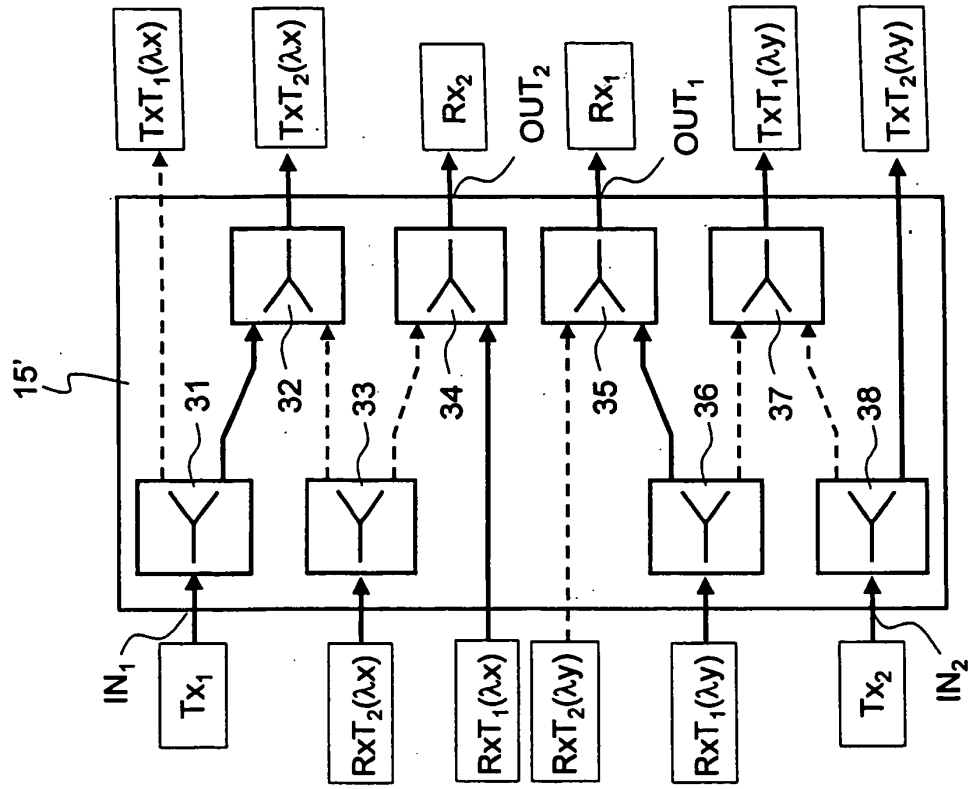 15'
IN₁
Tx₁
31
TxT₁(λx)
32
TxT₂(λx)
RxT₂(λx)
33
34
Rx₂
OUT₂
RxT₁(λx)
RxT₂(λy)
35
Rx₁
OUT₁
RxT₁(λy)
36
37
TxT₁(λy)
Tx₂
IN₂
38
TxT₂(λy)